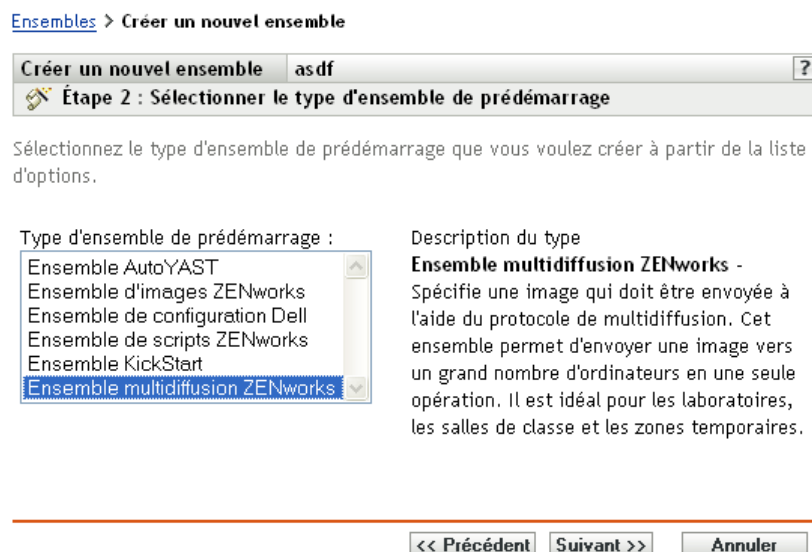 Ensembles > Créer un nouvel ensemble
Créer un nouvel ensemble asdf ?
Étape 2 : Sélectionner le type d'ensemble de prédémarrage
Sélectionnez le type d'ensemble de prédémarrage que vous voulez créer à partir de la liste
d'options.
Type d'ensemble de prédémarrage :
Ensemble AutoYAST
Ensemble d'images ZENworks
Ensemble de configuration Dell
Ensemble de scripts ZENworks
Ensemble KickStart
Ensemble multidiffusion ZENworks
Description du type
Ensemble multidiffusion ZENworks -
Spécifie une image qui doit être envoyée à
l'aide du protocole de multidiffusion. Cet
ensemble permet d'envoyer une image vers
un grand nombre d'ordinateurs en une seule
opération. Il est idéal pour les laboratoires,
les salles de classe et les zones temporaires.
<< Précédent Suivant >> Annuler